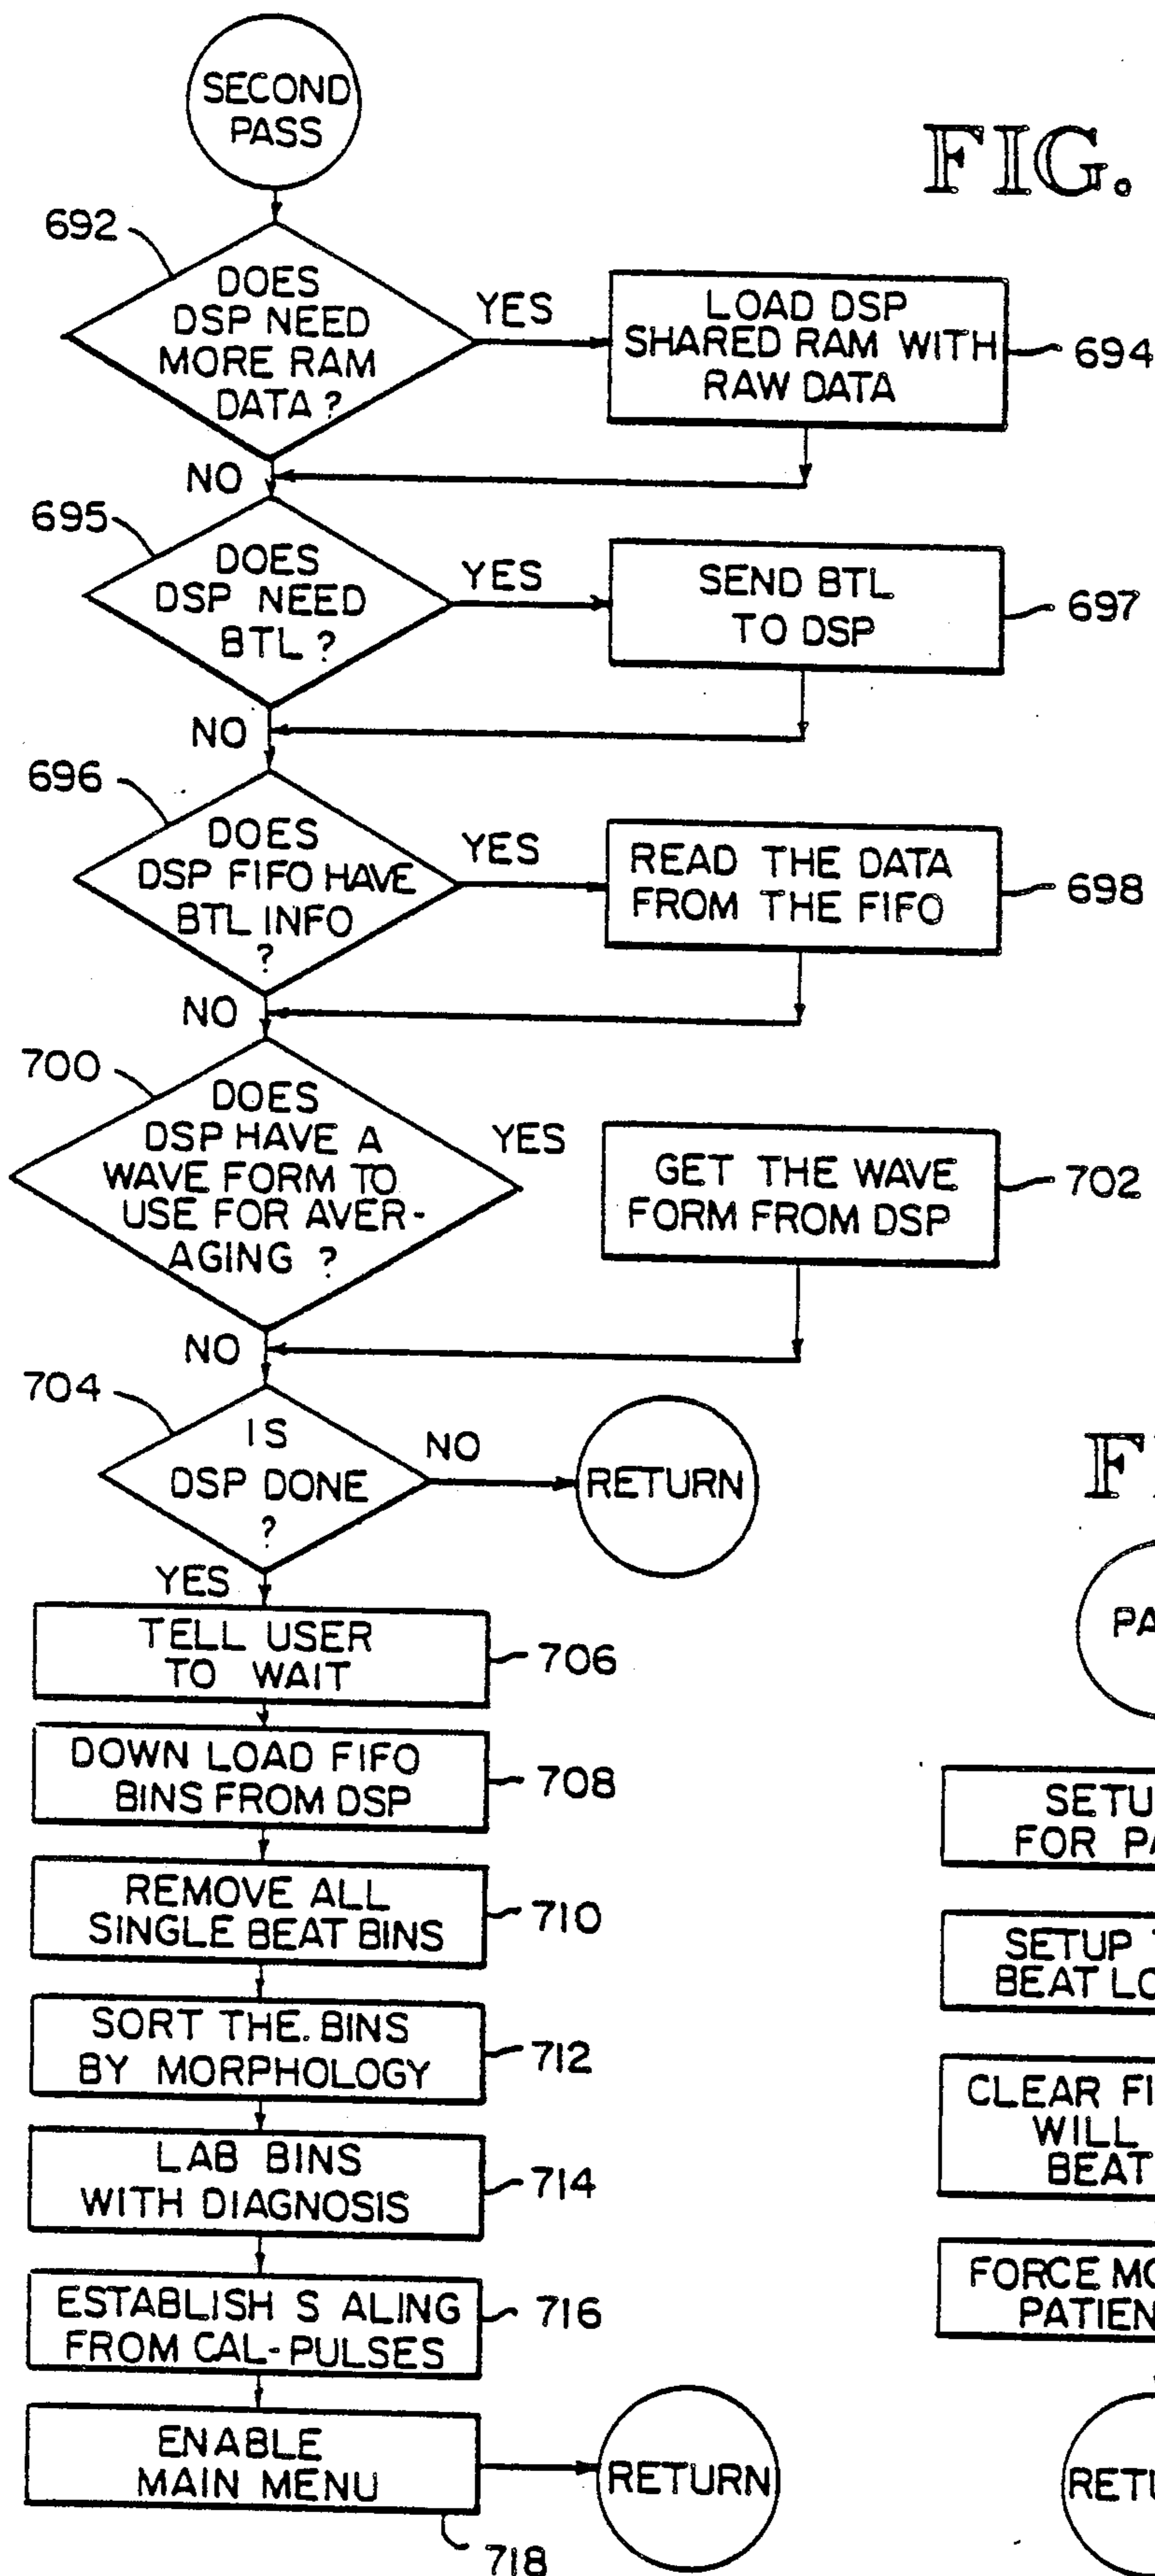 SECOND
PASS
FIG.
692
DOES
DSP NEED
MORE RAM
DATA ?
YES
LOAD DSP
SHARED RAM WITH
RAW DATA
694
NO
695
DOES
DSP NEED
BTL ?
YES
SEND BTL
TO DSP
697
NO
696
DOES
DSP FIFO HAVE
BTL INFO
?
YES
READ THE DATA
FROM THE FIFO
698
NO
700
DOES
DSP HAVE A
WAVE FORM TO
USE FOR AVER-
AGING ?
YES
GET THE WAVE
FORM FROM DSP
702
NO
704
IS
DSP DONE
?
NO
RETURN
YES
TELL USER
TO WAIT
706
DOWN LOAD FIFO
BINS FROM DSP
708
REMOVE ALL
SINGLE BEAT BINS
710
SORT THE. BINS
BY MORPHOLOGY
712
LAB BINS
WITH DIAGNOSIS
714
ESTABLISH S ALING
FROM CAL-PULSES
716
ENABLE
MAIN MENU
718
RETURN
FOR
BEAT
CLEAR
WILL
BEAT
FORCE